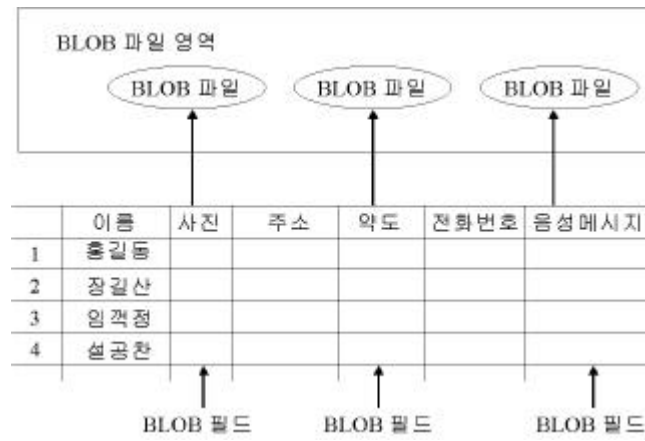 BLOB 파일 영역
BLOB 파일 BLOB 파일 BLOB 파일
이름 사진 주소 약도 전화번호 음성메시지
1 홍길동
2 장길산
3 임꺽정
4 설공찬
BLOB 필드 BLOB 필드 BLOB 필드